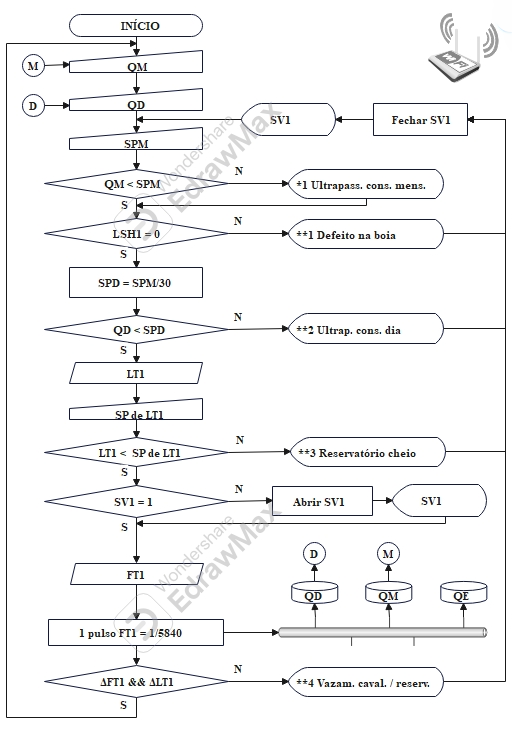 INÍCIO
M
QM
D
QD
SV1
Fechar SV1
SPM
QM < SPM
N
*1 Ultrapass. cons. mens.
S
LSH1 = 0
N
**1 Defeito na boia
S
SPD = SPM/30
QD < SPD
N
**2 Ultrap. cons. dia
S
LT1
SP de LT1
LT1 < SP de LT1
N
**3 Reservatório cheio
S
SV1 = 1
N
Abrir SV1
SV1
S
D
M
FT1
QD
QM
QE
1 pulso FT1 = 1/5840
ΔFT1 && ΔLT1
N
**4 Vazam. caval. / reserv.
S
Wondershare
EdrawMax
Wondershare
EdrawMax